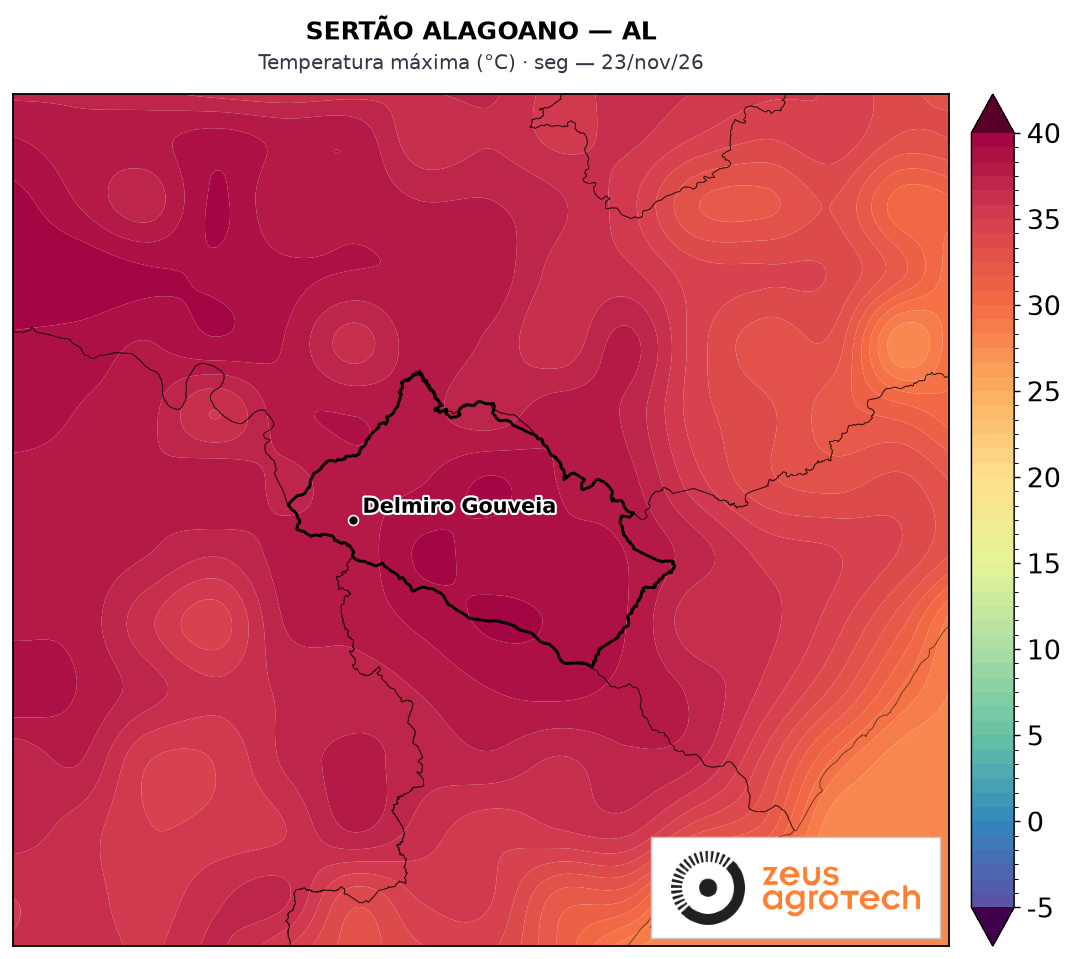 SERTÃO ALAGOANO — AL
Temperatura máxima (°C) · seg — 23/nov/26
40
35
30
25
20
15
10
5
0
-5
Delmiro Gouveia
zeus
agrotech